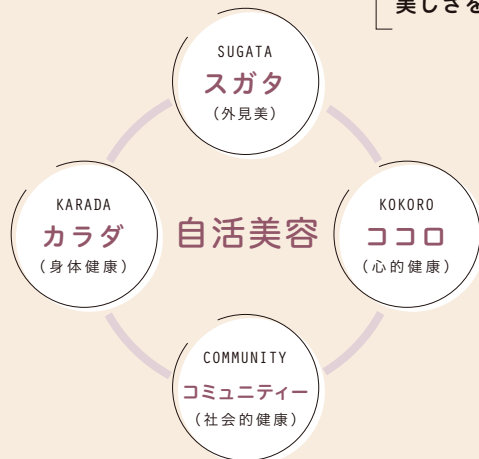 美しさを
SUGATA
スガタ
（外見美）
KARADA
カラダ
（身体健康）
自活美容
KOKORO
ココロ
（心的健康）
COMMUNITY
コミュニティー
（社会的健康）